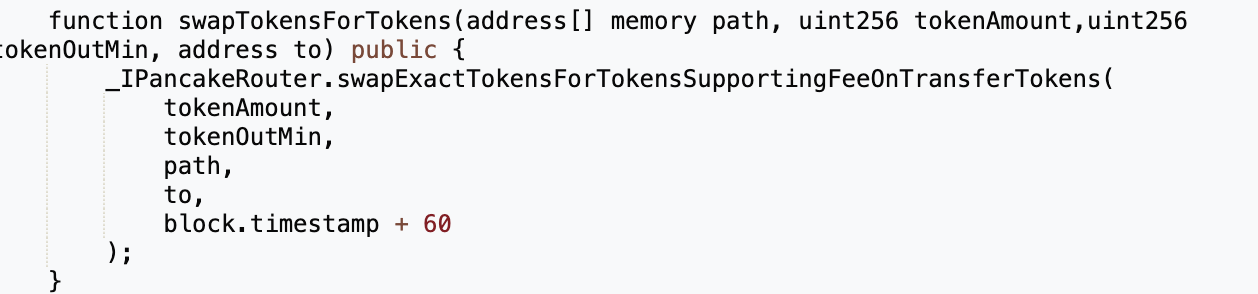 function swapTokensForTokens(address[] memory path, uint256 tokenAmount,uint256
tokenOutMin, address to) public {
_IPancakeRouter.swapExactTokensForTokensSupportingFeeOnTransferTokens(
tokenAmount,
tokenOutMin,
path,
to,
block.timestamp + 60
);
}